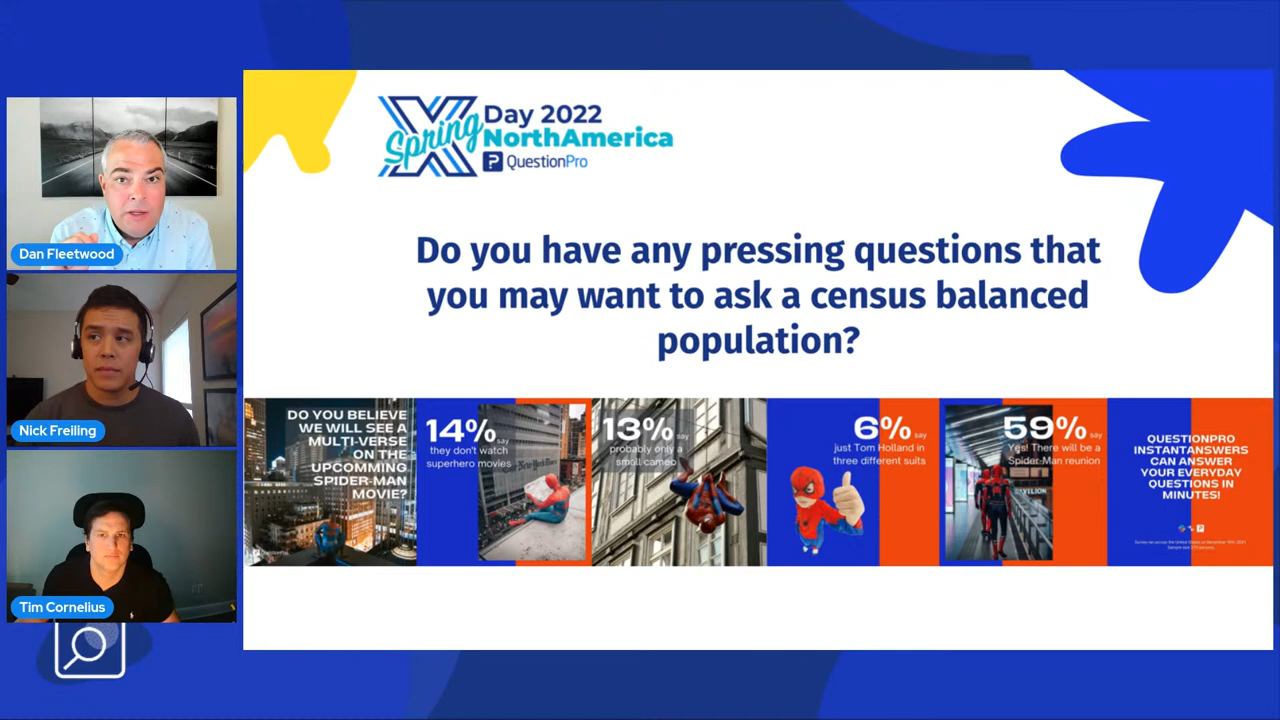 Dan Fleetwood
Nick Freiling
Tim Cornelius
X
Spring
Day 2022
NorthAmerica
QuestionPro
Do you have any pressing questions that
you may want to ask a census balanced
population?
DO YOU BELIEVE
WE WILL SEE A
MULTI-VERSE
ON THE
UPCOMMING
SPIDER-MAN
MOVIE?
14% say
they don't watch
superhero movies
New York Times
13% say
probably only a
small cameo
6% say
just Tom Holland in
three different suits
59% say
Yes! There will be a
Spider-Man reunion
PAVILION
QUESTIONPRO
INSTANTANSWERS
CAN ANSWER
YOUR EVERYDAY
QUESTIONS IN
MINUTES!